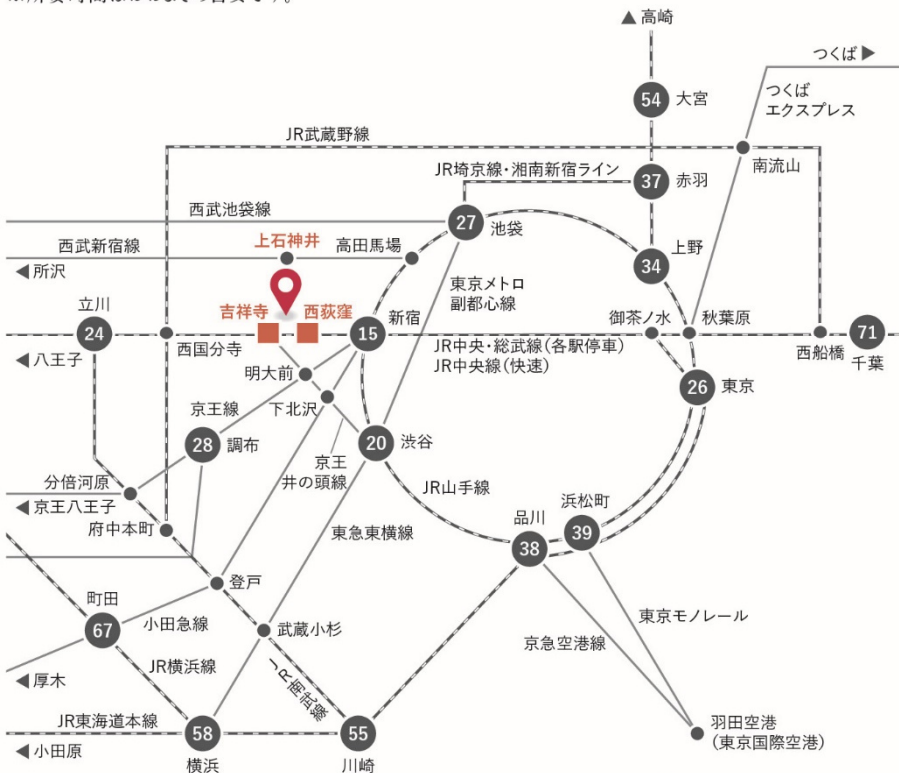 ▲高崎
つくば▶
54 大宮
つくば
エクスプレス
JR武蔵野線
JR埼京線・湘南新宿ライン
37 赤羽
南流山
西武池袋線
27 池袋
上石神井
西武新宿線
高田馬場
上野
34
◀所沢
東京メトロ
副都心線
立川
吉祥寺
西荻窪
新宿
御茶ノ水
秋葉原
24
15
71
◀八王子
西国分寺
JR中央・総武線(各駅停車)
JR中央線(快速)
西船橋
千葉
明大前
26 東京
下北沢
京王線
28 調布
20 渋谷
京王
井の頭線
分倍河原
◀京王八王子
JR山手線
浜松町
品川
39
38
府中本町
東急東横線
登戸
町田
67
小田急線
武蔵小杉
東京モノレール
京急空港線
JR横浜線
JR南武線
◀厚木
JR東海道本線
58
55
羽田空港
(東京国際空港)
◀小田原
横浜
川崎